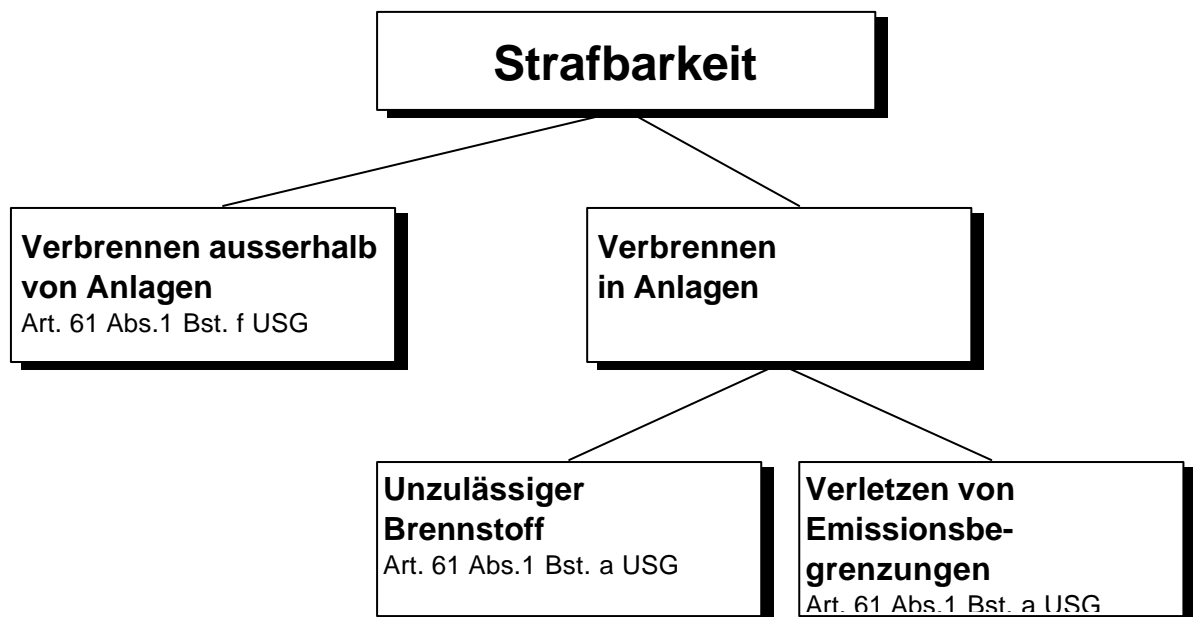 Strafbarkeit
Verbrennen ausserhalb
von Anlagen
Art. 61 Abs.1 Bst. f USG
Verbrennen
in Anlagen
Unzulässiger
Brennstoff
Art. 61 Abs.1 Bst. a USG
Verletzen von
Emissionsbe-
grenzungen
Art. 61 Abs.1 Bst. a USG